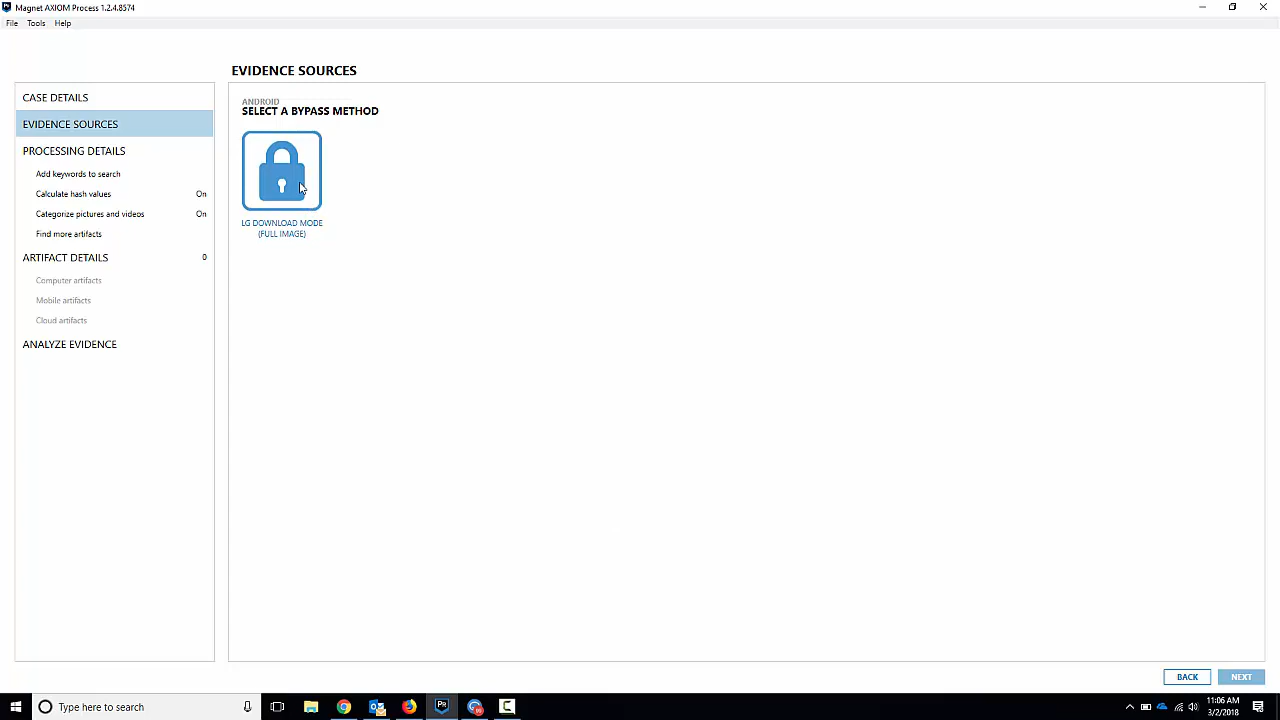 Magnet AXIOM Process 1.2.4.8574
File Tools Help
EVIDENCE SOURCES
CASE DETAILS
EVIDENCE SOURCES
PROCESSING DETAILS
Add keywords to search
Calculate hash values On
Categorize pictures and videos On
Find more artifacts
ARTIFACT DETAILS 0
Computer artifacts
Mobile artifacts
Cloud artifacts
ANALYZE EVIDENCE
ANDROID
SELECT A BYPASS METHOD
LG DOWNLOAD MODE
(FULL IMAGE)
BACK NEXT
Type here to search
11:06 AM
3/2/2018